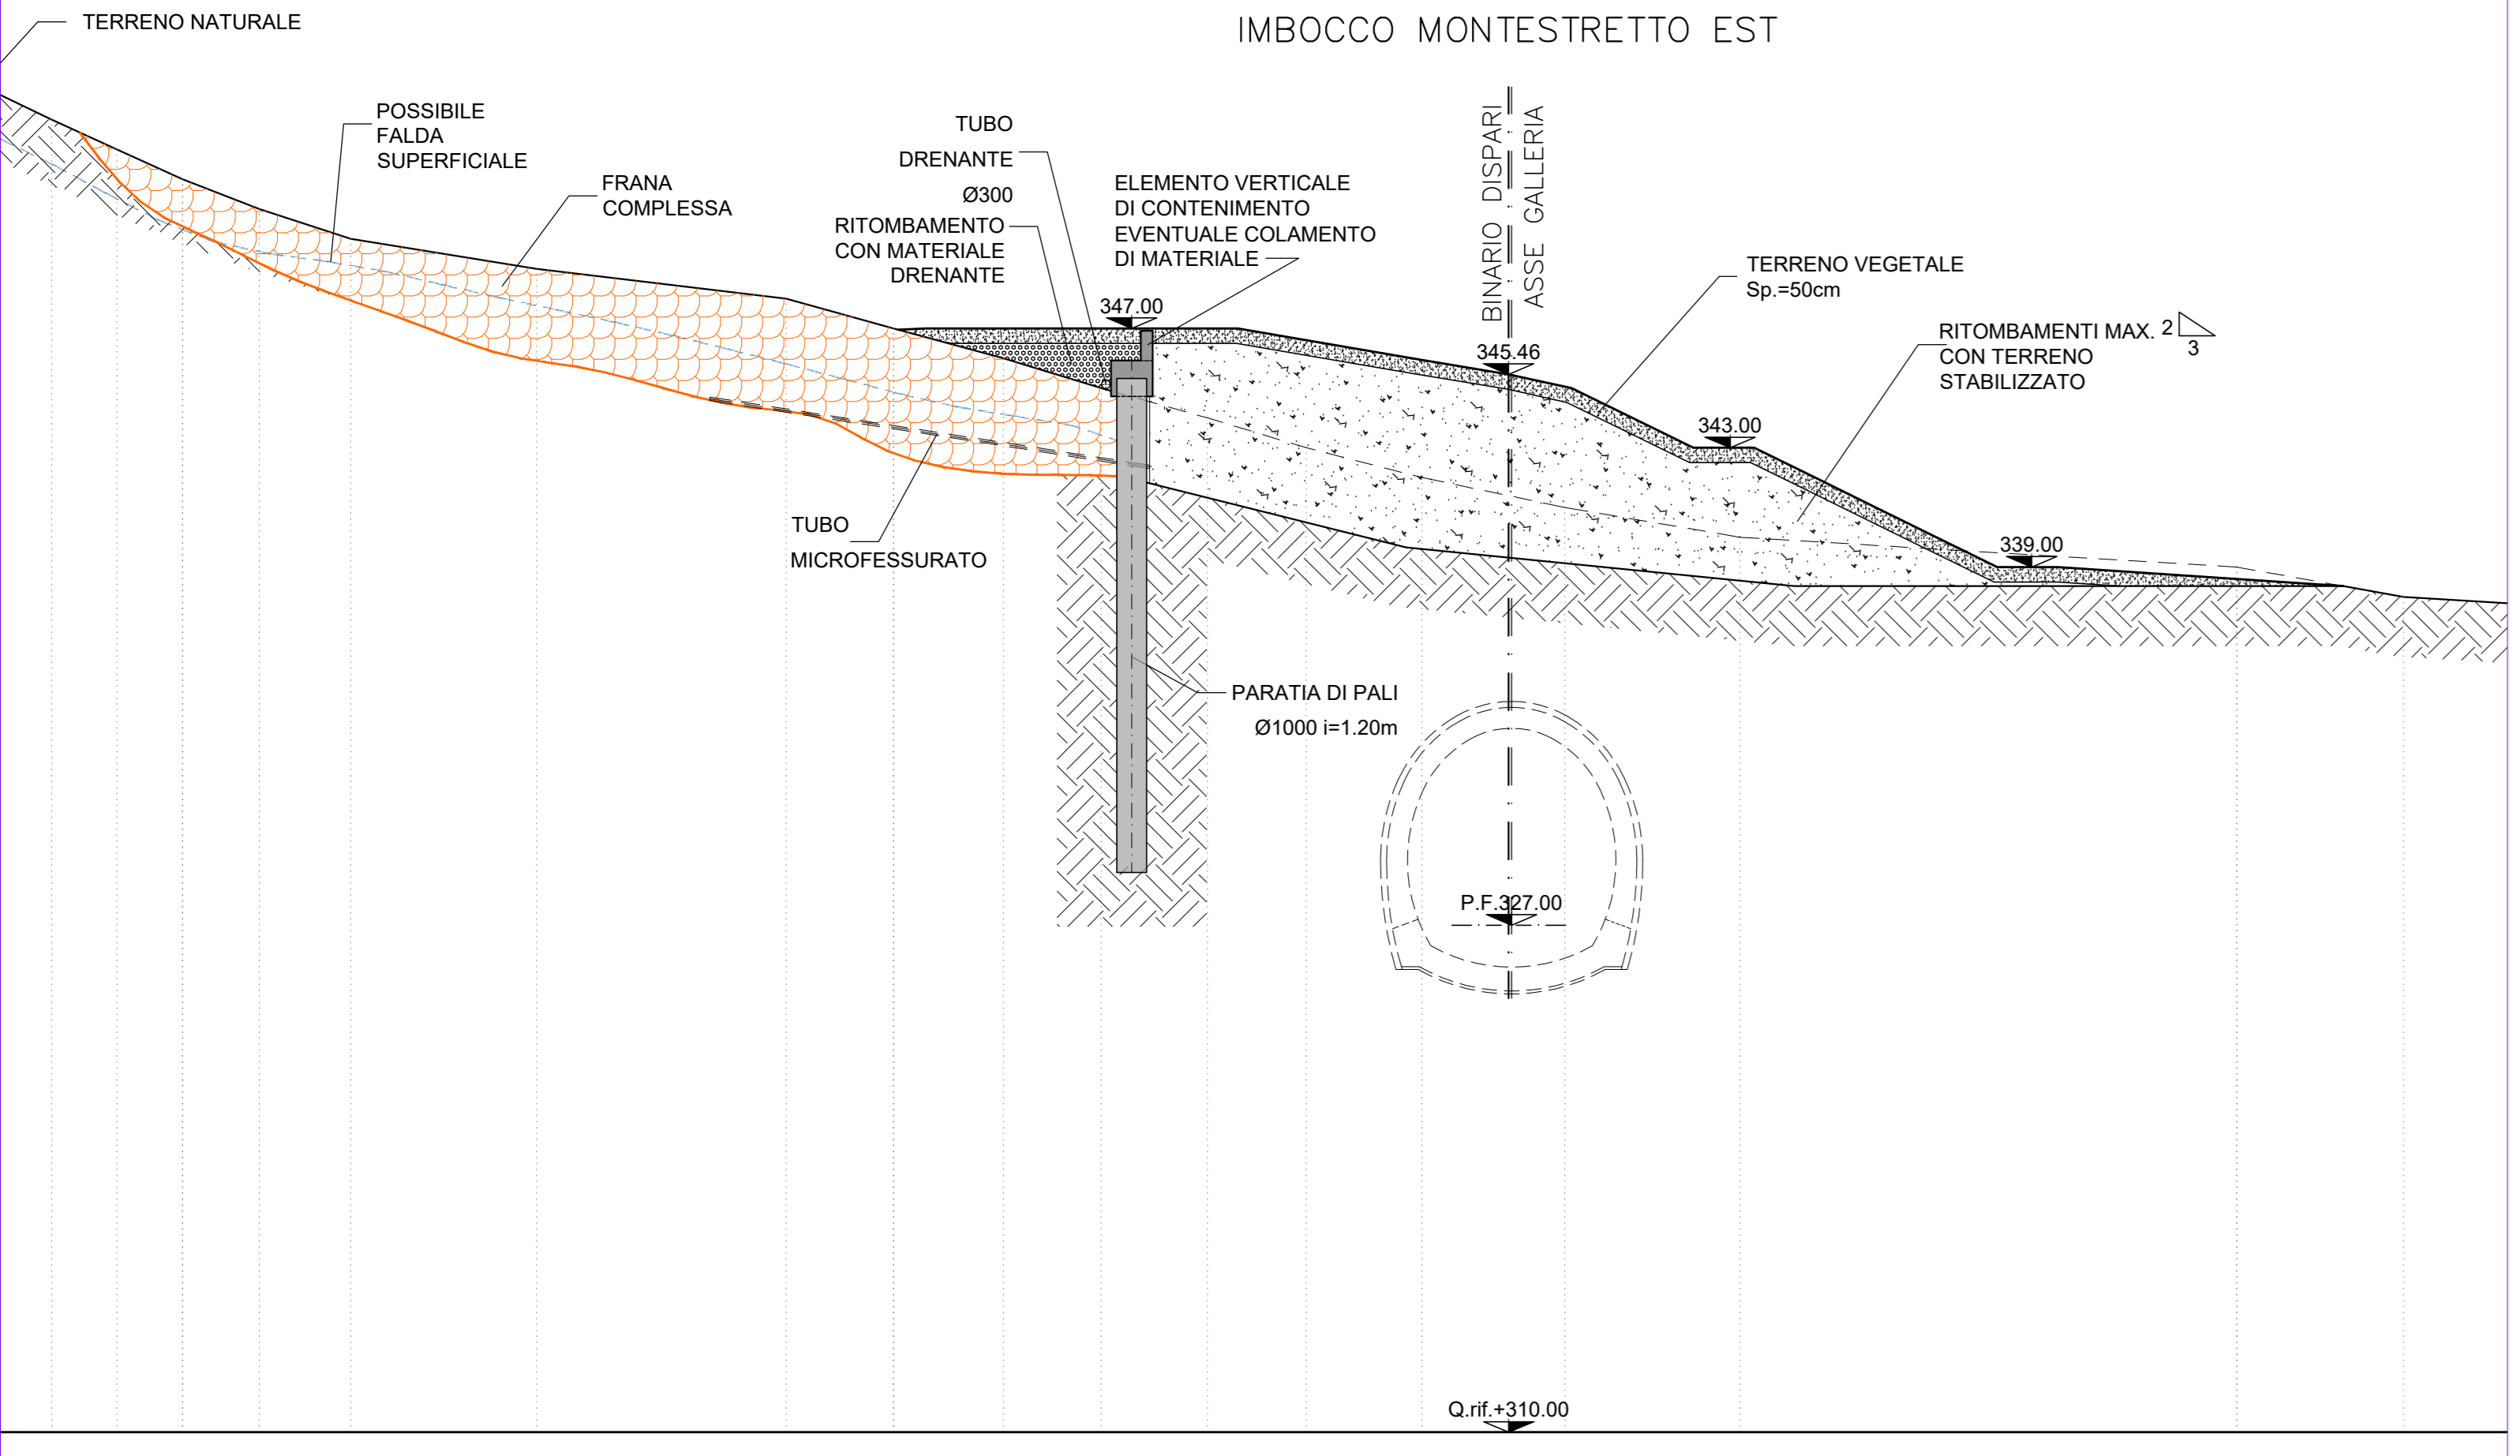 IMBOCCO MONTESTRETTO EST
TERRENO NATURALE
POSSIBILE
FALDA
SUPERFICIALE
FRANA
COMPLESSA
TUBO
DRENANTE
Ø300
RITOMBAMENTO
CON MATERIALE
DRENANTE
ELEMENTO VERTICALE
DI CONTENIMENTO
EVENTUALE COLAMENTO
DI MATERIALE
347.00
BINARIO DISPARI
ASSE GALLERIA
345.46
TERRENO VEGETALE
Sp.=50cm
RITOMBAMENTI MAX. 2
3
CON TERRENO
STABILIZZATO
343.00
339.00
TUBO
MICROFESSURATO
PARATIA DI PALI
Ø1000 i=1.20m
P.F.327.00
Q.rif.+310.00